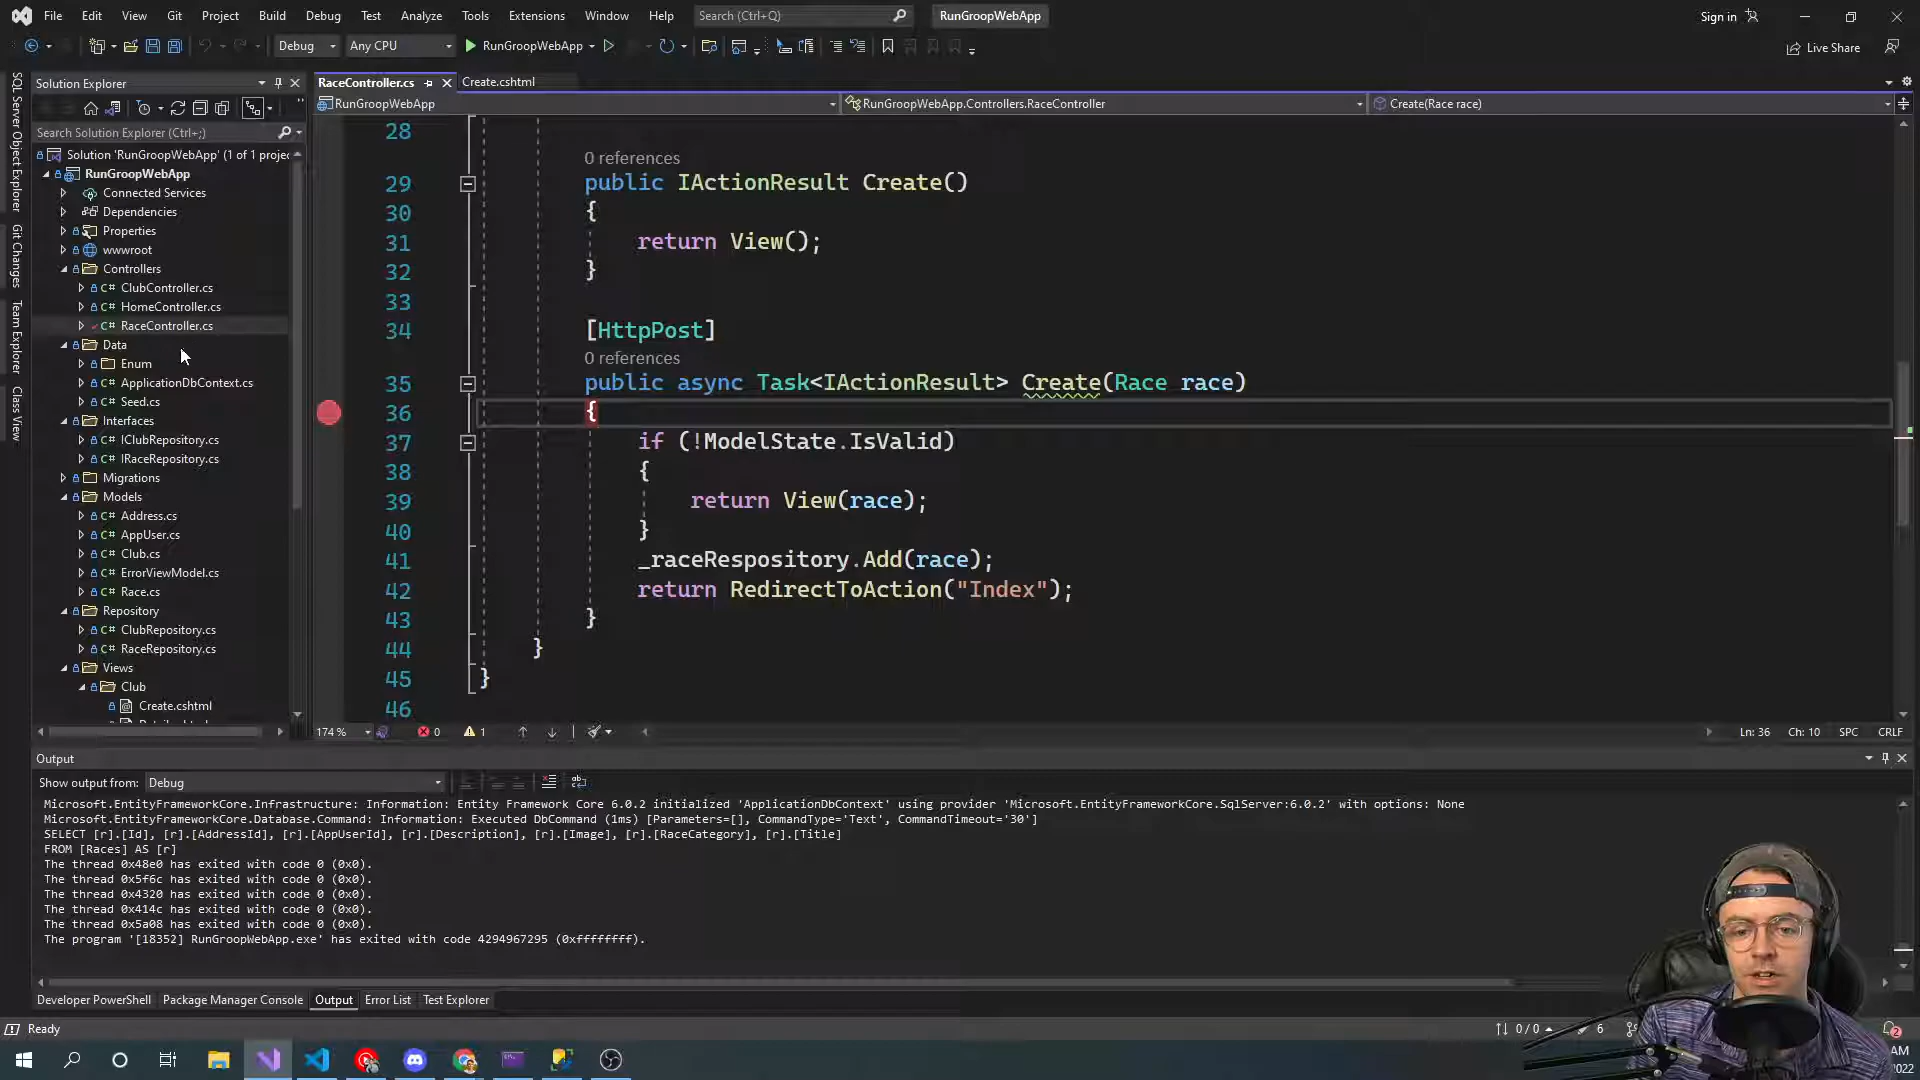 File Edit View Git Project Build Debug Test Analyze Tools Extensions Window Help Search (Ctrl+Q) RunGroopWebApp Sign in
Debug Any CPU RunGroopWebApp Live Share
SQL Server Object Explorer
Git Changes
Team Explorer
Class View
Solution Explorer
Search Solution Explorer (Ctrl+;)
Solution 'RunGroopWebApp' (1 of 1 projec
RunGroopWebApp
Connected Services
Dependencies
Properties
wwwroot
Controllers
C# ClubController.cs
C# HomeController.cs
C# RaceController.cs
Data
Enum
C# ApplicationDbContext.cs
C# Seed.cs
Interfaces
C# IClubRepository.cs
C# IRaceRepository.cs
Migrations
Models
C# Address.cs
C# AppUser.cs
C# Club.cs
C# ErrorViewModel.cs
C# Race.cs
Repository
C# ClubRepository.cs
C# RaceRepository.cs
Views
Club
Create.cshtml
RaceController.cs Create.cshtml
RunGroopWebApp RunGroopWebApp.Controllers.RaceController Create(Race race)
28
0 references
29 public IActionResult Create()
30 {
31 return View();
32 }
33
34 [HttpPost]
0 references
35 public async Task<IActionResult> Create(Race race)
36 {
37 if (!ModelState.IsValid)
38 {
39 return View(race);
40 }
41 _raceRespository.Add(race);
42 return RedirectToAction("Index");
43 }
44 }
45 }
46
174 % 0 1 Ln: 36 Ch: 10 SPC CRLF
Output
Show output from: Debug
Microsoft.EntityFrameworkCore.Infrastructure: Information: Entity Framework Core 6.0.2 initialized 'ApplicationDbContext' using provider 'Microsoft.EntityFrameworkCore.SqlServer:6.0.2' with options: None
Microsoft.EntityFrameworkCore.Database.Command: Information: Executed DbCommand (1ms) [Parameters=[], CommandType='Text', CommandTimeout='30']
SELECT [r].[Id], [r].[AddressId], [r].[AppUserId], [r].[Description], [r].[Image], [r].[RaceCategory], [r].[Title]
FROM [Races] AS [r]
The thread 0x48e0 has exited with code 0 (0x0).
The thread 0x5f6c has exited with code 0 (0x0).
The thread 0x4320 has exited with code 0 (0x0).
The thread 0x414c has exited with code 0 (0x0).
The thread 0x5a08 has exited with code 0 (0x0).
The program '[18352] RunGroopWebApp.exe' has exited with code 4294967295 (0xffffffff).
Developer PowerShell Package Manager Console Output Error List Test Explorer
Ready 0 / 0 6 2
AM
2022